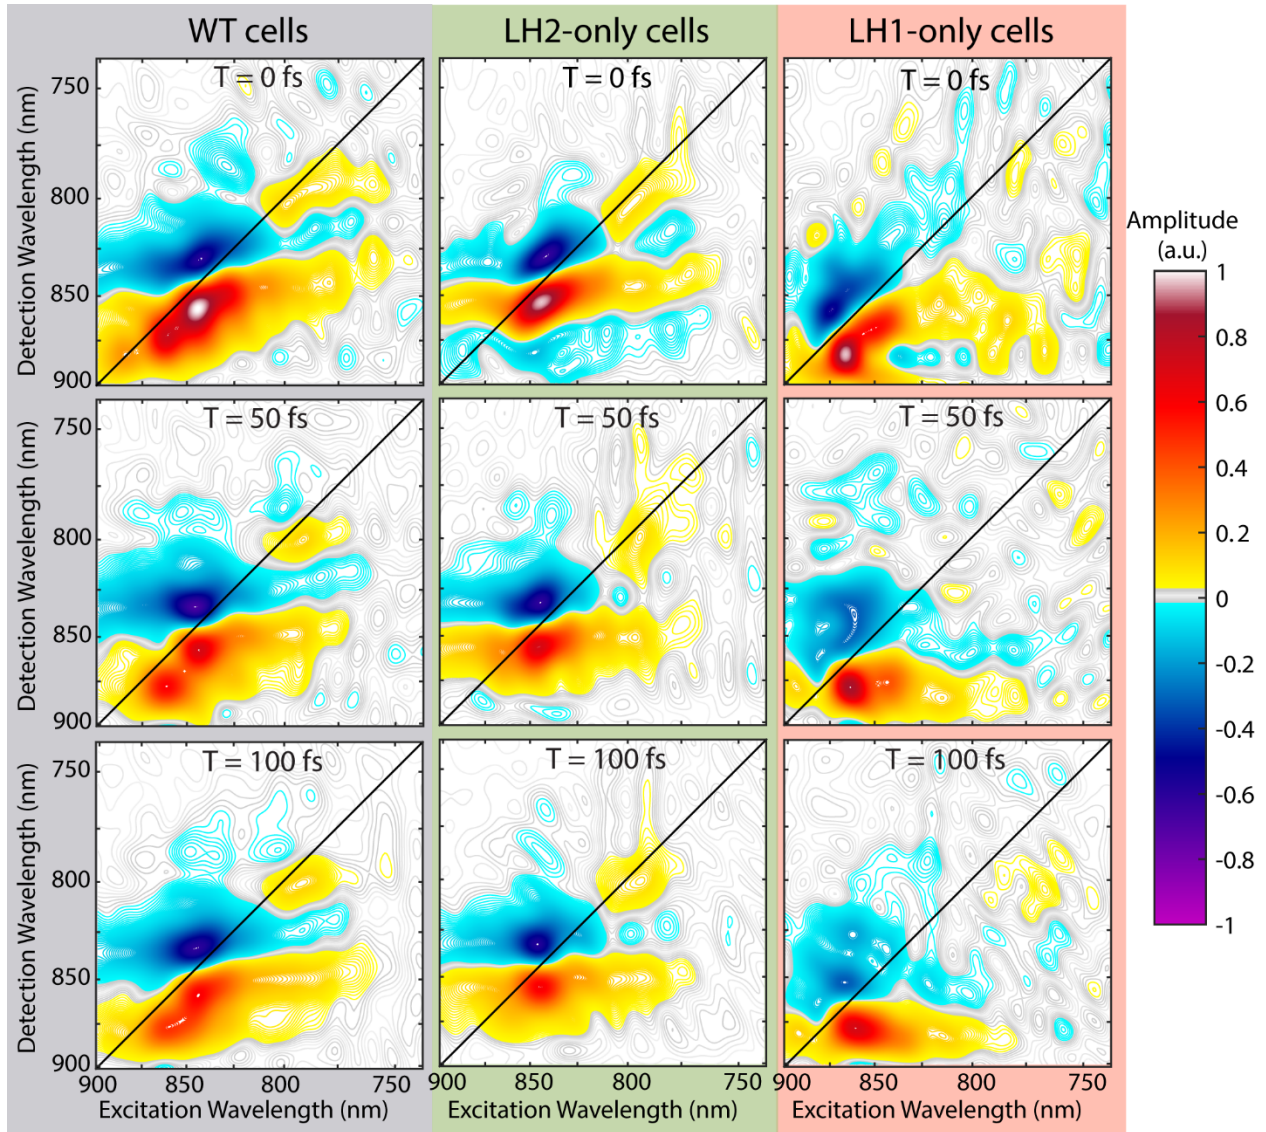 WT cells
LH2-only cells
LH1-only cells
T = 0 fs
T = 0 fs
T = 0 fs
Detection Wavelength (nm)
750
800
850
900
T = 50 fs
T = 50 fs
T = 50 fs
Detection Wavelength (nm)
750
800
850
900
T = 100 fs
T = 100 fs
T = 100 fs
Detection Wavelength (nm)
750
800
850
900
900 850 800 750
900 850 800 750
900 850 800 750
Excitation Wavelength (nm)
Excitation Wavelength (nm)
Excitation Wavelength (nm)
Amplitude
(a.u.)
1
0.8
0.6
0.4
0.2
0
-0.2
-0.4
-0.6
-0.8
-1